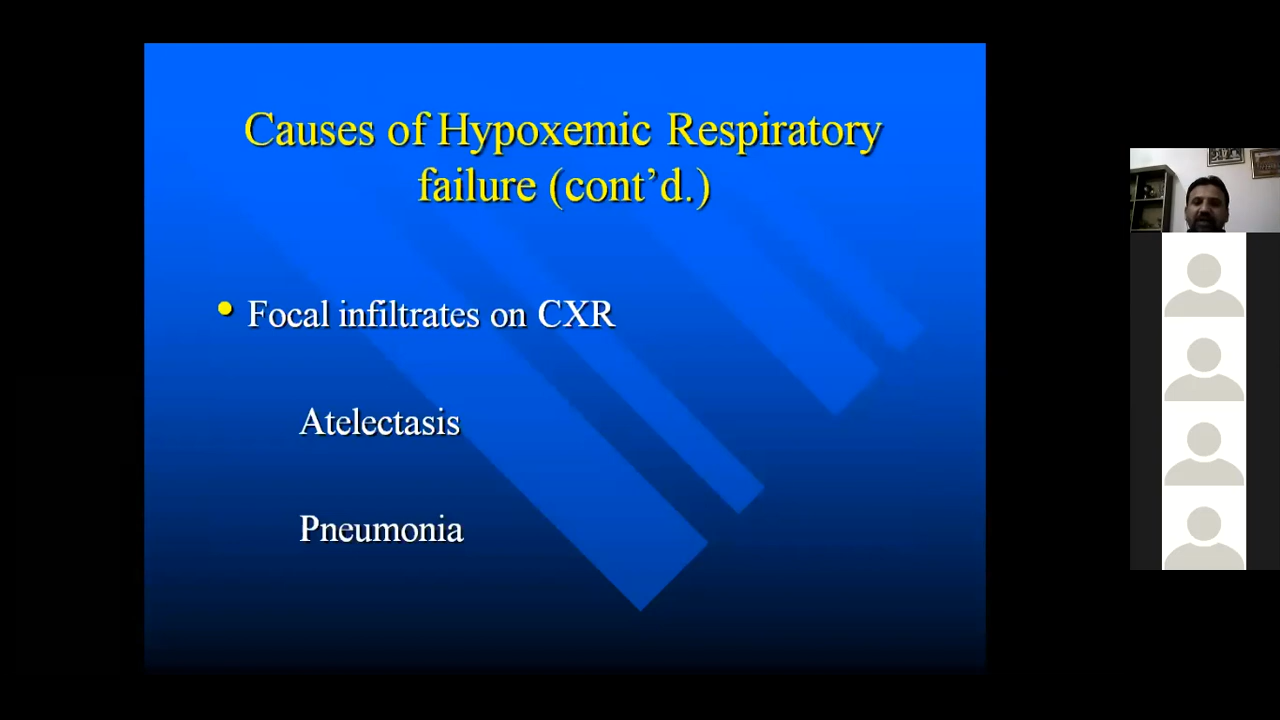 Causes of Hypoxemic Respiratory
failure (cont’d.)
• Focal infiltrates on CXR
Atelectasis
Pneumonia